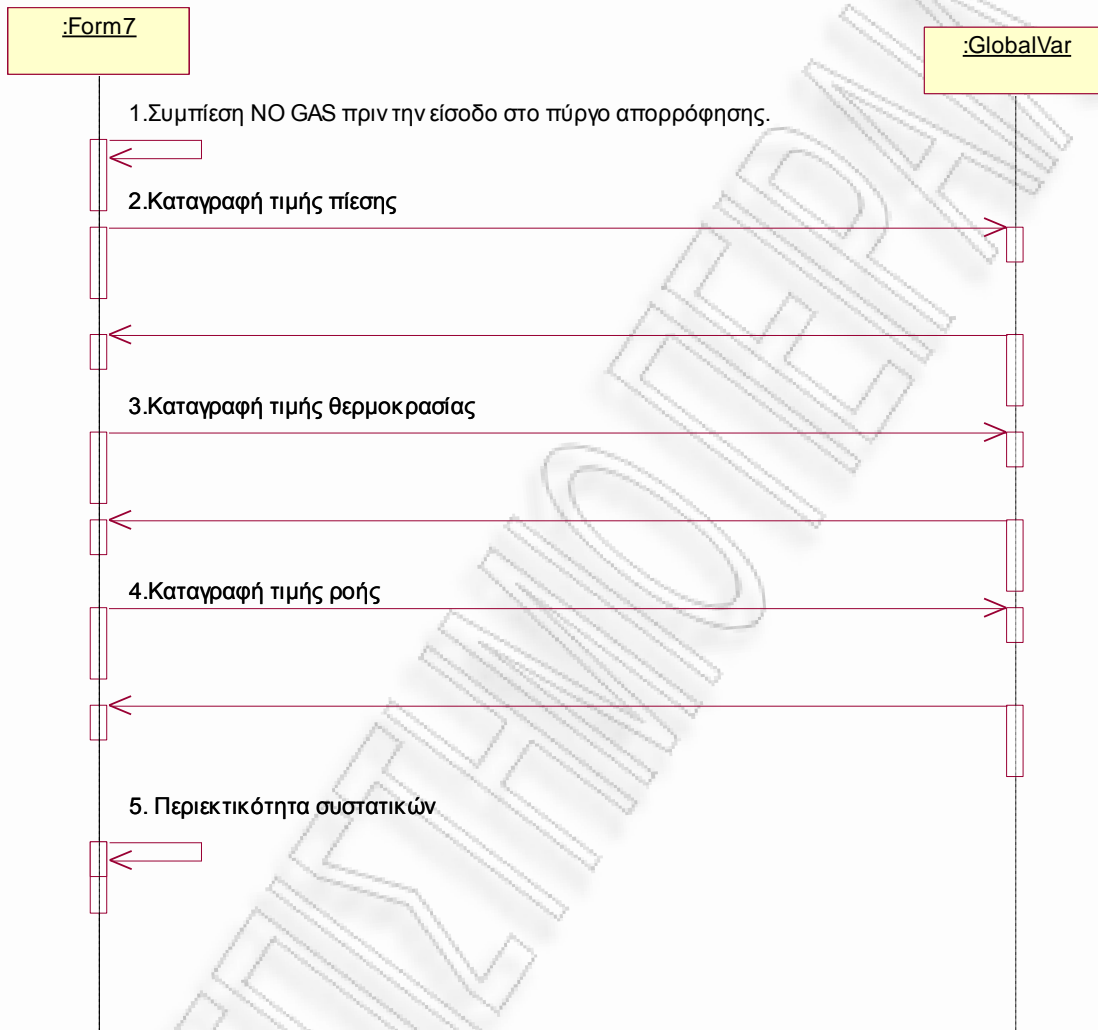 :Form7
:GlobalVar
1.Συμπίεση NO GAS πριν την είσοδο στο πύργο απορρόφησης.
2.Καταγραφή τιμής πίεσης
3.Καταγραφή τιμής θερμοκρασίας
4.Καταγραφή τιμής ροής
5. Περιεκτικότητα συστατικών